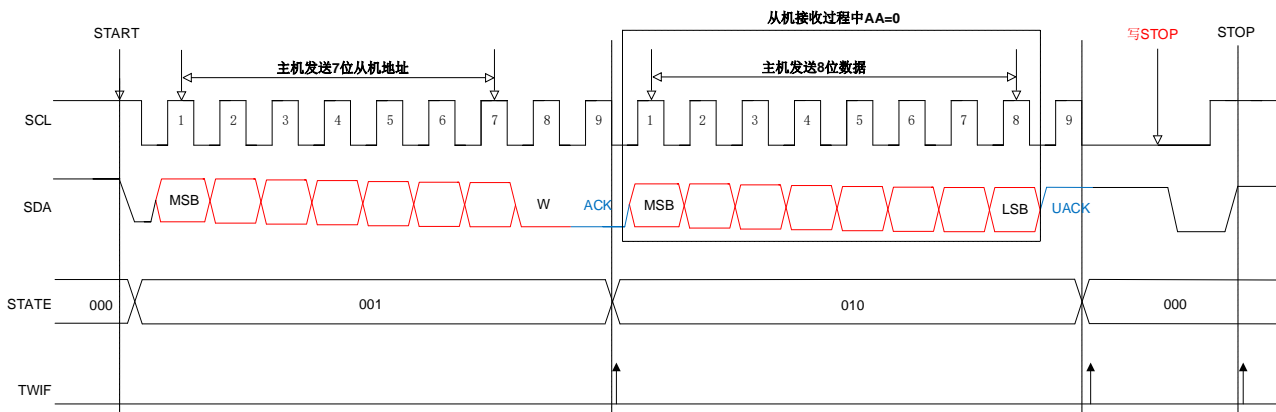 从机接收过程中AA=0
START
写STOP
STOP
主机发送7位从机地址
主机发送8位数据
SCL
1 2 3 4 5 6 7 8 9 1 2 3 4 5 6 7 8 9
SDA
MSB W ACK MSB LSB UACK
STATE
000 001 010 000
TWIF